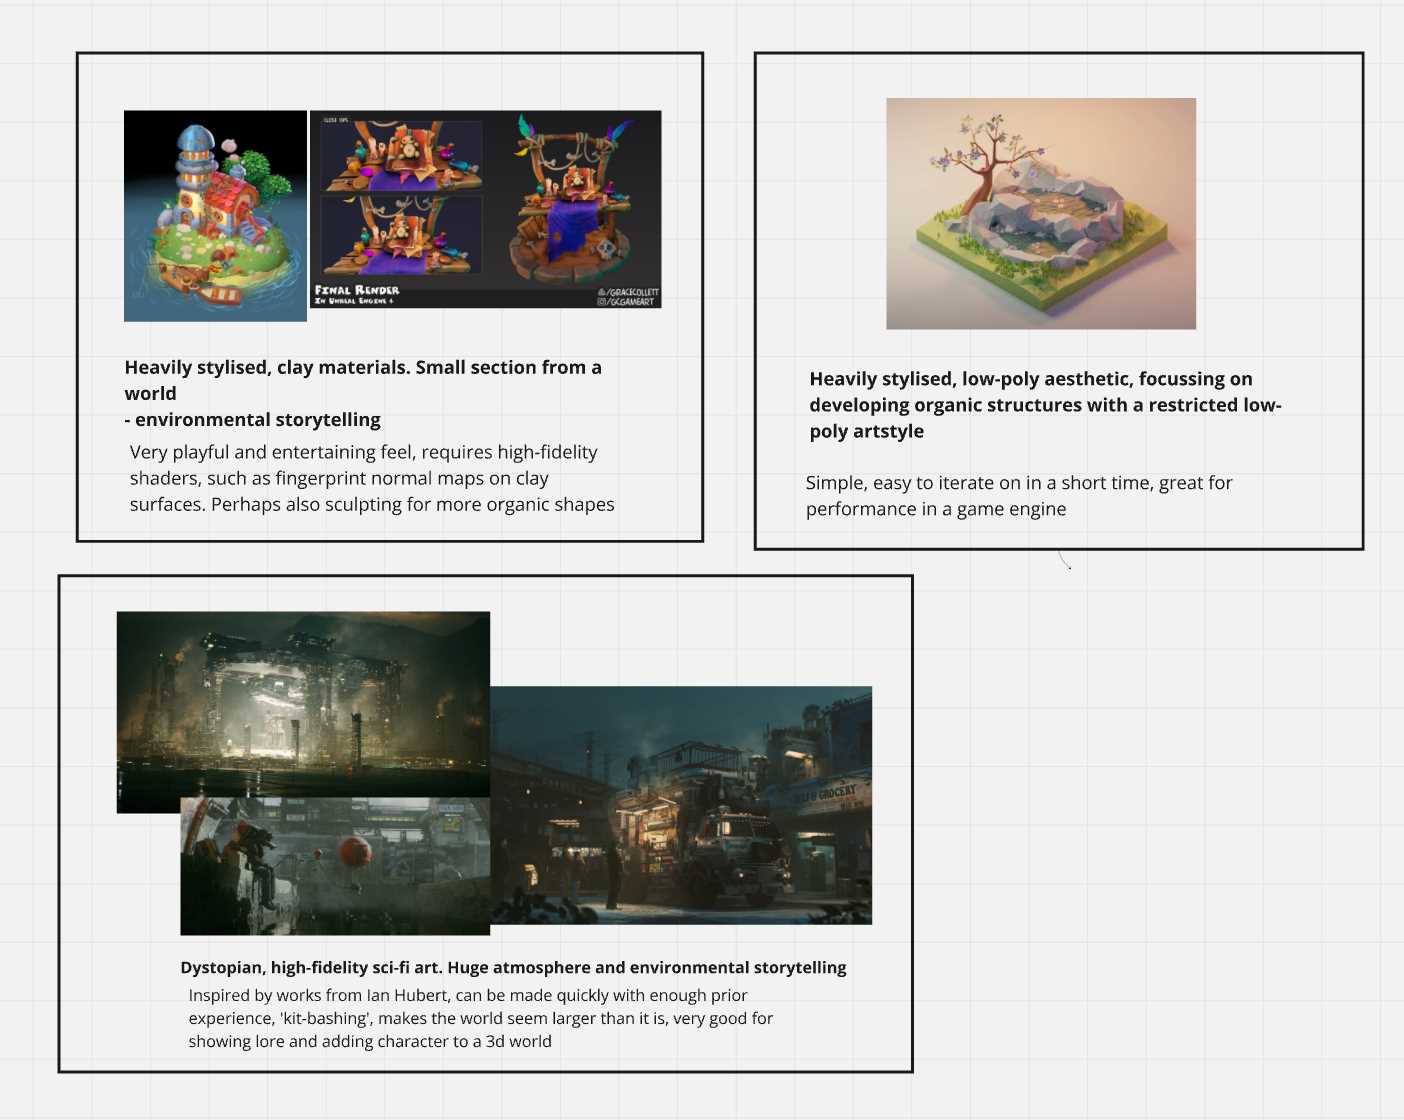 CLOSE UPS
FINAL RENDER
IN UNREAL ENGINE 4
/GRACECOLLETT
/GCGAMEART
Heavily stylised, clay materials. Small section from a
world
- environmental storytelling
Very playful and entertaining feel, requires high-fidelity
shaders, such as fingerprint normal maps on clay
surfaces. Perhaps also sculpting for more organic shapes
Heavily stylised, low-poly aesthetic, focussing on
developing organic structures with a restricted low-
poly artstyle
Simple, easy to iterate on in a short time, great for
performance in a game engine
& GROCERY
Dystopian, high-fidelity sci-fi art. Huge atmosphere and environmental storytelling
Inspired by works from Ian Hubert, can be made quickly with enough prior
experience, 'kit-bashing', makes the world seem larger than it is, very good for
showing lore and adding character to a 3d world